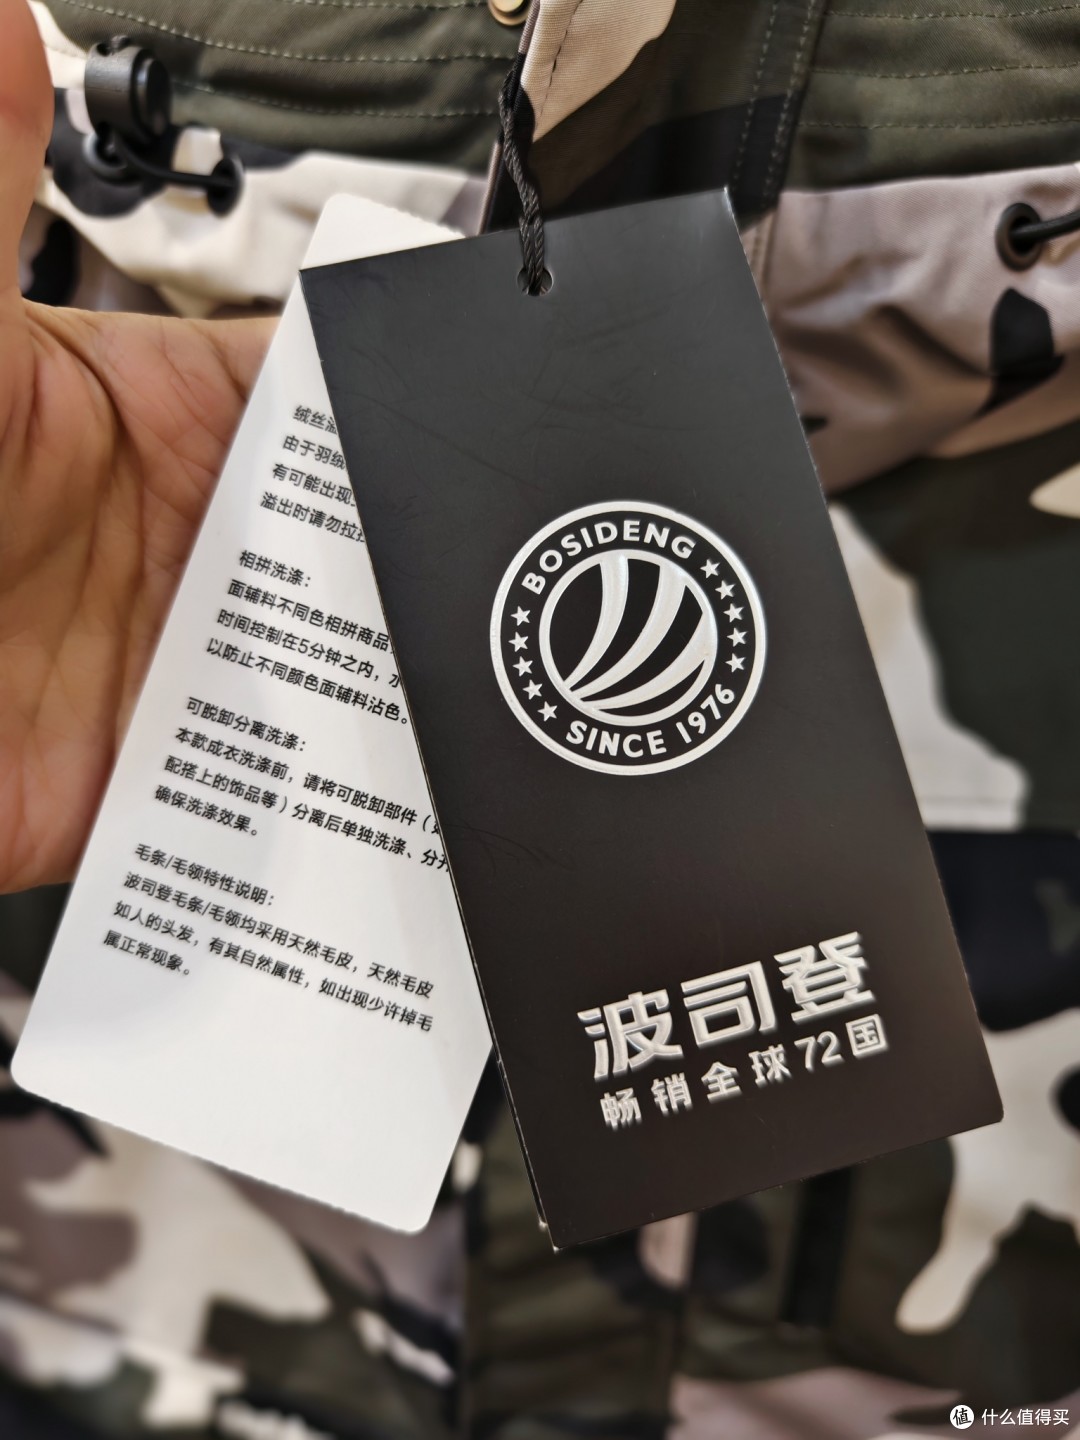 绒丝溢
由于羽绒
有可能出现
溢出时请勿拉
相拼洗涤：
面辅料不同色相拼商品
时间控制在5分钟之内，水
以防止不同颜色面辅料沾色。
可脱卸分离洗涤：
本款成衣洗涤前，请将可脱卸部件（如
配搭上的饰品等）分离后单独洗涤、分开
确保洗涤效果。
毛条/毛领特性说明：
波司登毛条/毛领均采用天然毛皮，天然毛皮
如人的头发，有其自然属性，如出现少许掉毛
属正常现象。
BOSIDENG
SINCE 1976
波司登
畅销全球72国
值 什么值得买